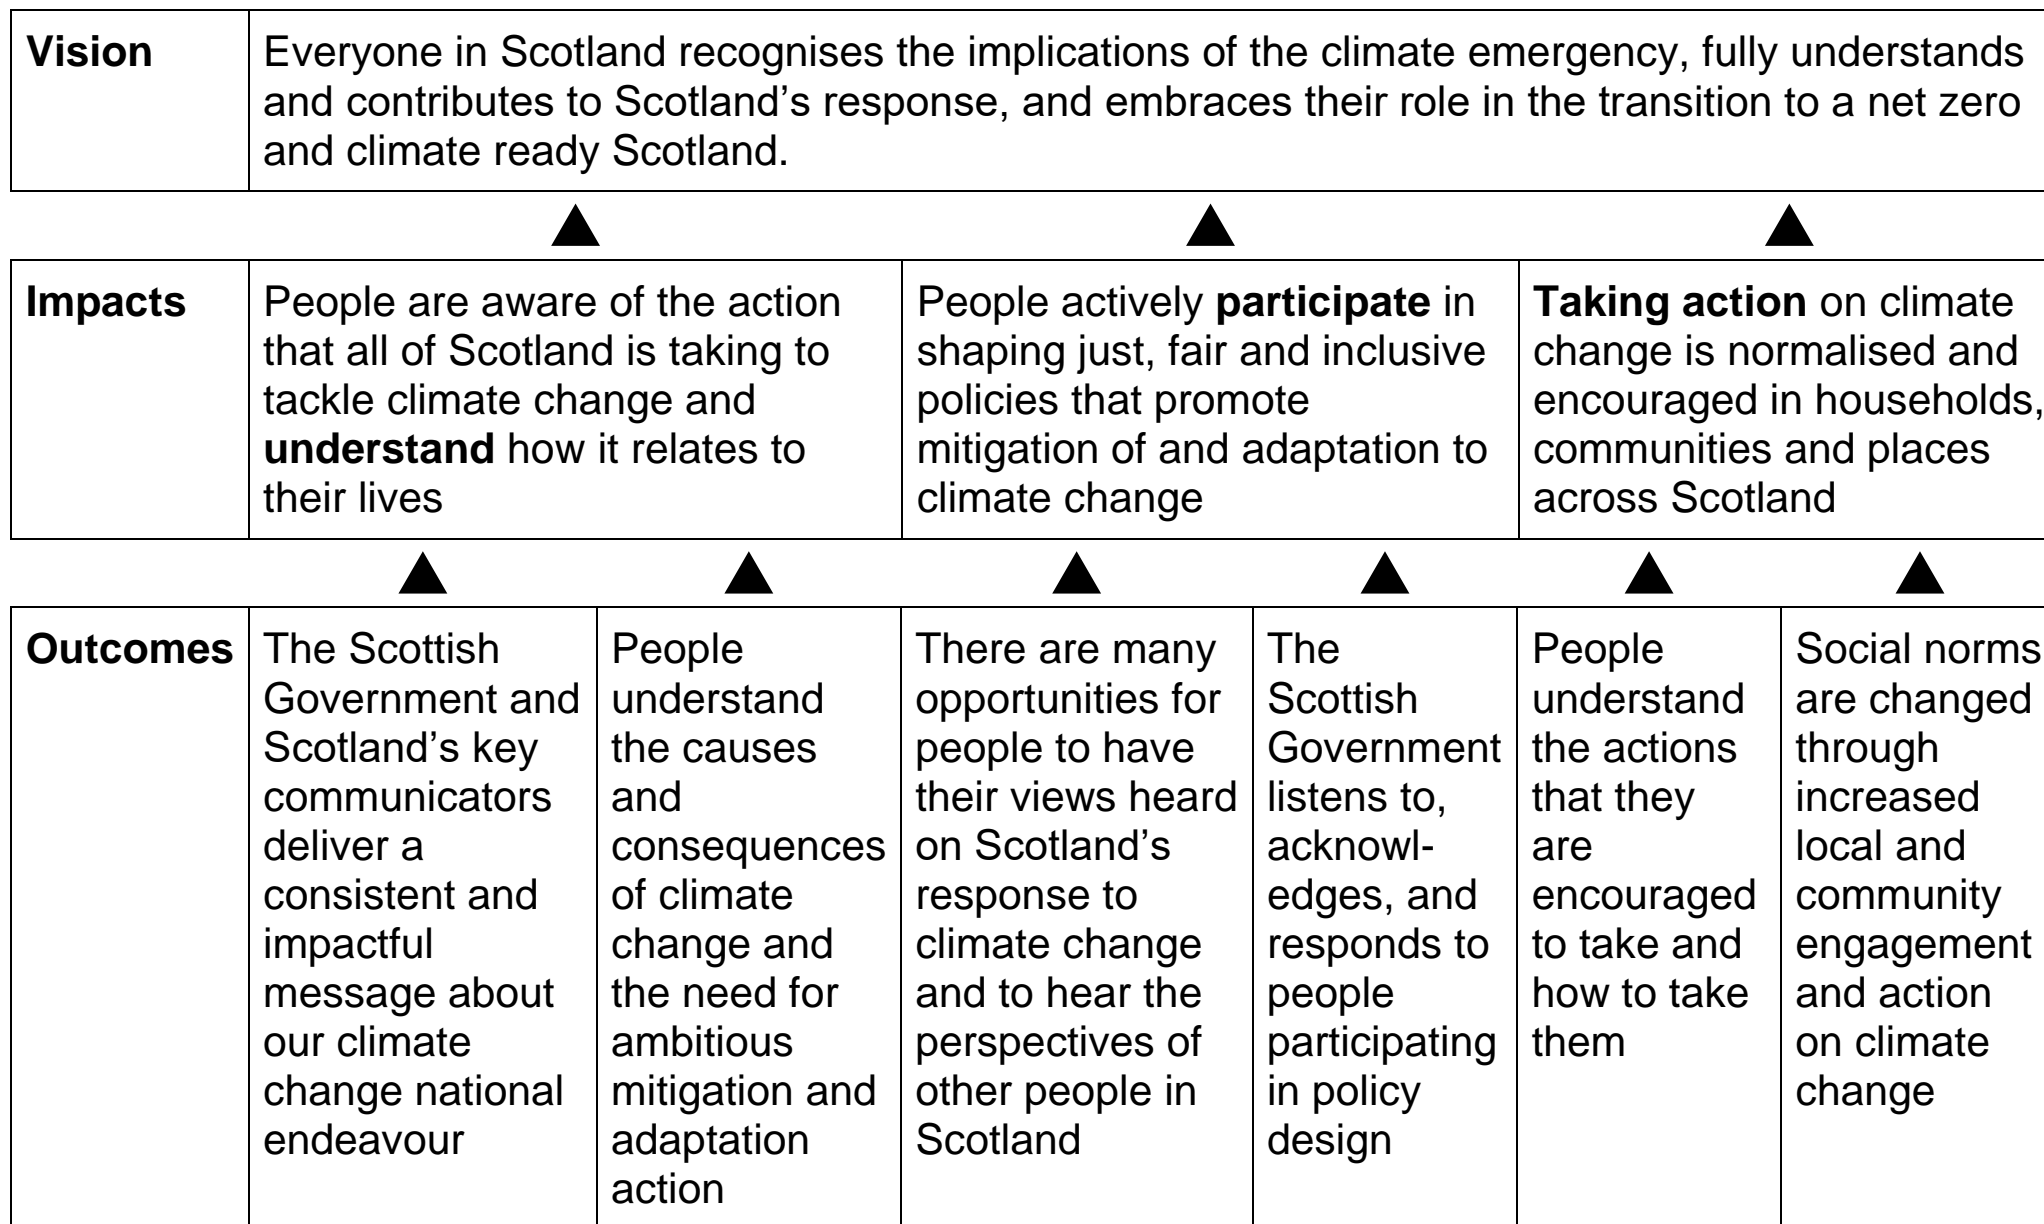 Vision
Everyone in Scotland recognises the implications of the climate emergency, fully understands
and contributes to Scotland’s response, and embraces their role in the transition to a net zero
and climate ready Scotland.
Impacts
People are aware of the action
that all of Scotland is taking to
tackle climate change and
understand how it relates to
their lives
People actively participate in
shaping just, fair and inclusive
policies that promote
mitigation of and adaptation to
climate change
Taking action on climate
change is normalised and
encouraged in households,
communities and places
across Scotland
Outcomes
The Scottish
Government and
Scotland’s key
communicators
deliver a
consistent and
impactful
message about
our climate
change national
endeavour
People
understand
the causes
and
consequences
of climate
change and
the need for
ambitious
mitigation and
adaptation
action
There are many
opportunities for
people to have
their views heard
on Scotland’s
response to
climate change
and to hear the
perspectives of
other people in
Scotland
The
Scottish
Government
listens to,
acknowl-
edges, and
responds to
people
participating
in policy
design
People
understand
the actions
that they
are
encouraged
to take and
how to take
them
Social norms
are changed
through
increased
local and
community
engagement
and action
on climate
change